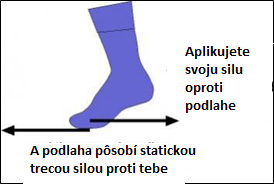 Aplikujete
svoju silu
oproti
podlahe
A podlaha pôsobí statickou
trecou silou proti tebe